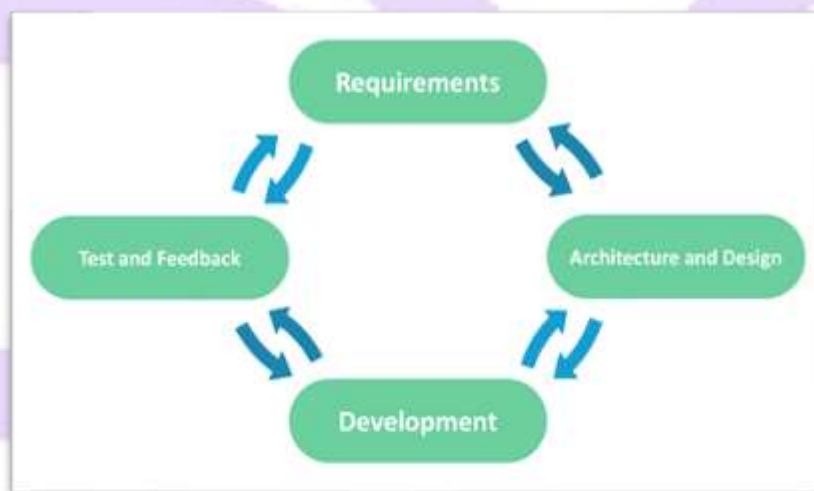 Requirements
Test and Feedback
Architecture and Design
Development